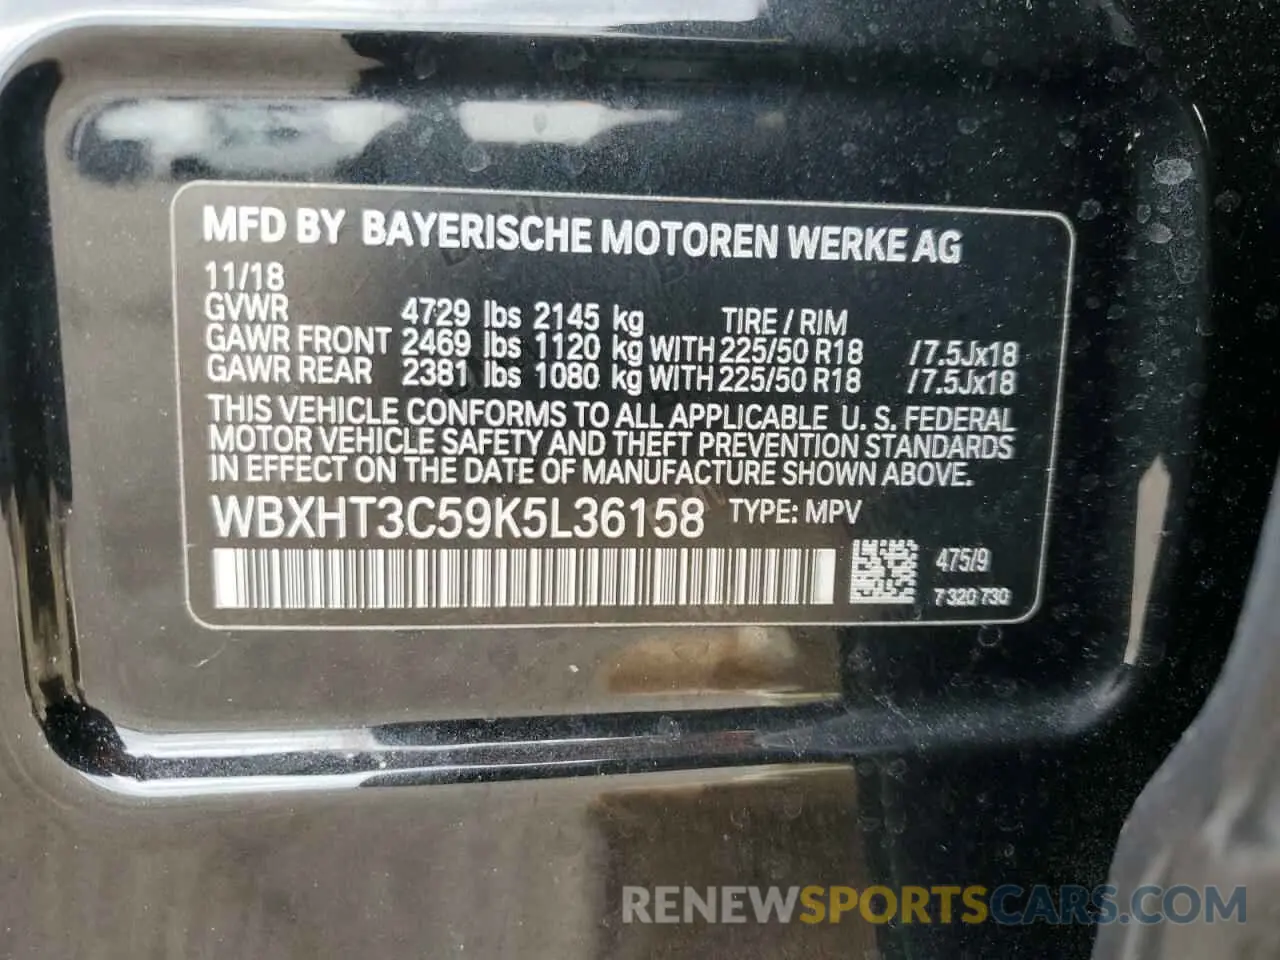 MFD BY BAYERISCHE MOTOREN WERKE AG
11/18
GVWR 4729 lbs 2145 kg TIRE / RIM
GAWR FRONT 2469 lbs 1120 kg WITH 225/50 R18 /7.5Jx18
GAWR REAR 2381 lbs 1080 kg WITH 225/50 R18 /7.5Jx18
THIS VEHICLE CONFORMS TO ALL APPLICABLE U. S. FEDERAL
MOTOR VEHICLE SAFETY AND THEFT PREVENTION STANDARDS
IN EFFECT ON THE DATE OF MANUFACTURE SHOWN ABOVE.
WBXHT3C59K5L36158 TYPE: MPV
475/9
7 320 730
RENEWSPORTSCARS.COM